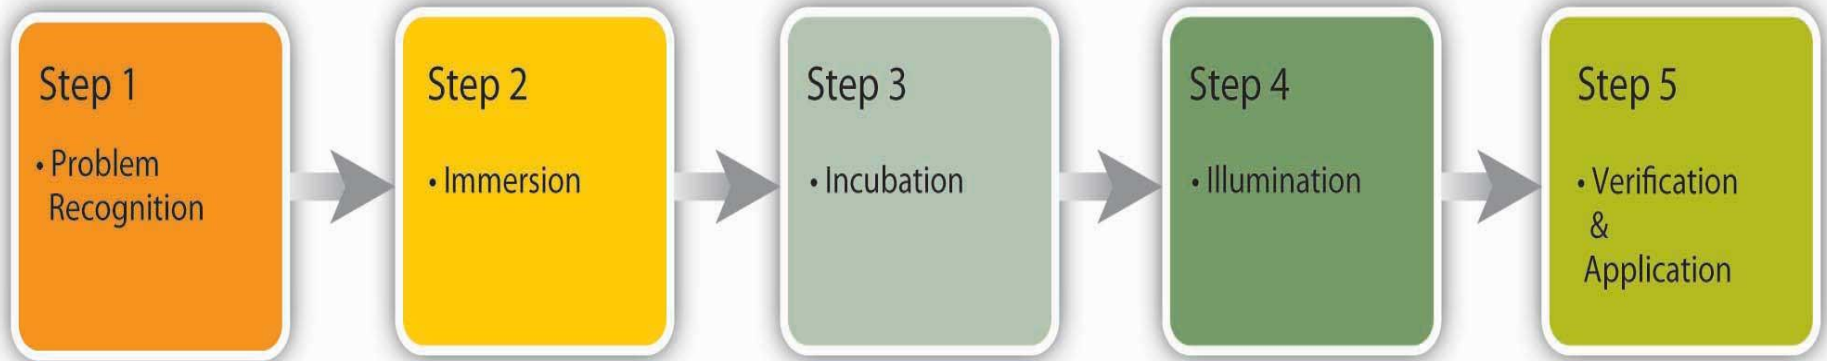 Step 1
• Problem
Recognition
Step 2
• Immersion
Step 3
• Incubation
Step 4
• Illumination
Step 5
• Verification
&
Application